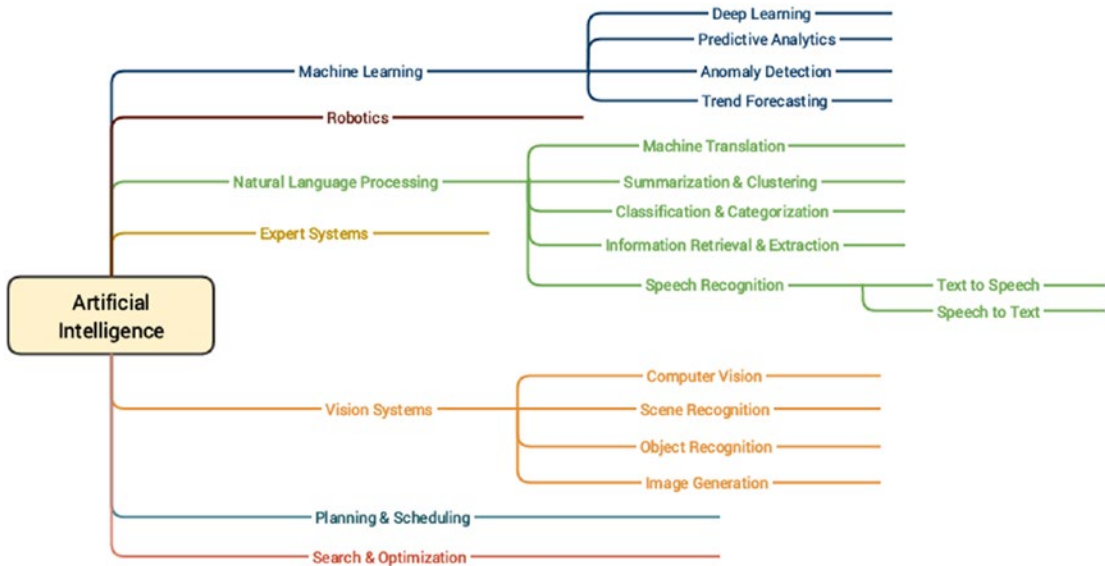 Deep Learning
Predictive Analytics
Machine Learning
Anomaly Detection
Trend Forecasting
Robotics
Machine Translation
Natural Language Processing
Summarization & Clustering
Classification & Categorization
Expert Systems
Information Retrieval & Extraction
Speech Recognition
Text to Speech
Speech to Text
Artificial
Intelligence
Computer Vision
Vision Systems
Scene Recognition
Object Recognition
Image Generation
Planning & Scheduling
Search & Optimization